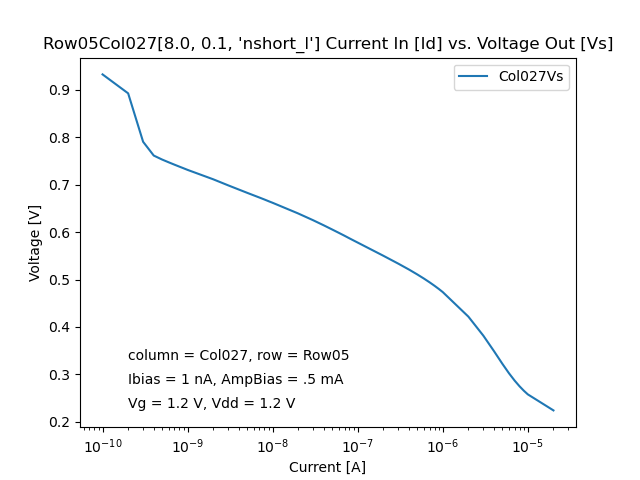 Row05Col027[8.0, 0.1, 'nshort_l'] Current In [Id] vs. Voltage Out [Vs]
Col027Vs
0.9
0.8
0.7
0.6
0.5
0.4
0.3
0.2
Voltage [V]
column = Col027, row = Row05
Ibias = 1 nA, AmpBias = .5 mA
Vg = 1.2 V, Vdd = 1.2 V
10⁻¹⁰ 10⁻⁹ 10⁻⁸ 10⁻⁷ 10⁻⁶ 10⁻⁵
Current [A]